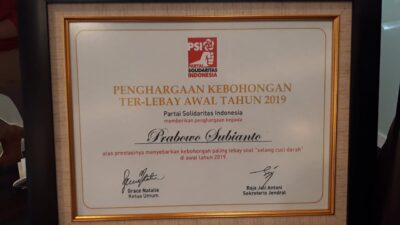 PSI
PARTAI
SOLIDARITAS
INDONESIA
PENGHARGAAN KEBOHONGAN
TER-LEBAY AWAL TAHUN 2019
Partai Solidaritas Indonesia
memberikan penghargaan kepada
Prabowo Subianto
atas prestasinya menyebarkan kebohongan paling lebay soal "selang cuci darah"
di awal tahun 2019.
Grace Natalie
Ketua Umum
Raja Juli Antoni
Sekretaris Jendral